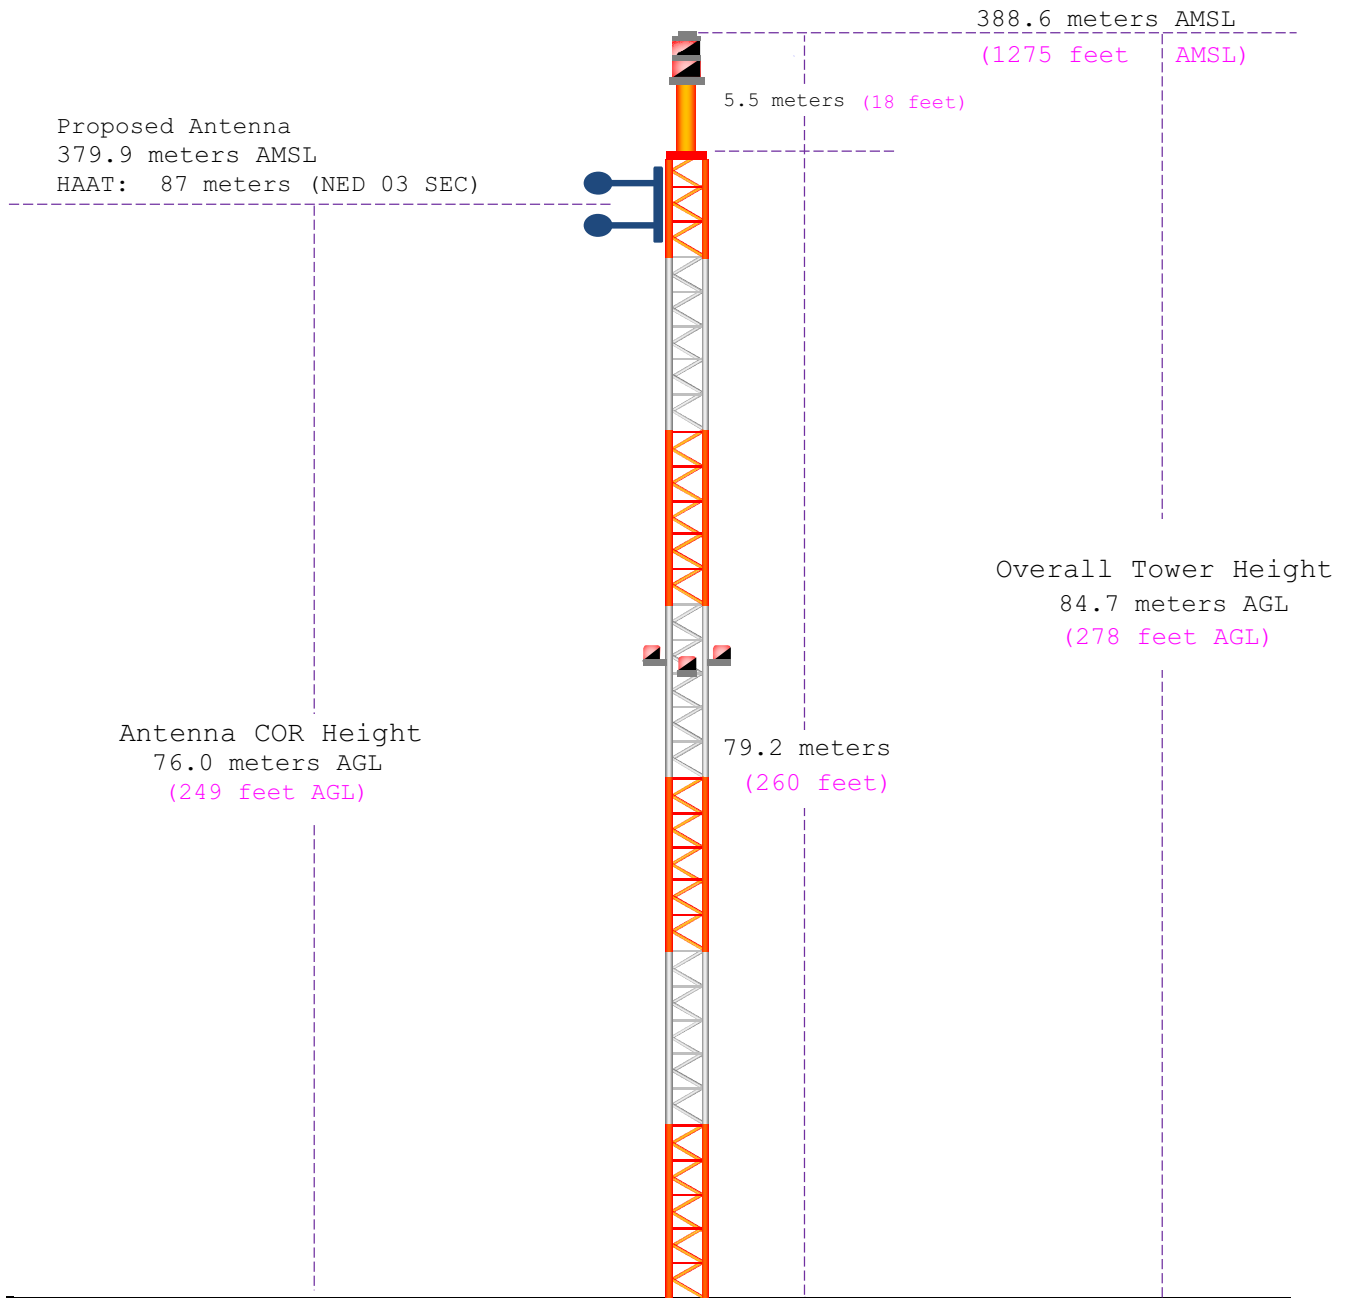 388.6 meters AMSL
(1275 feet AMSL)
5.5 meters (18 feet)
Proposed Antenna
379.9 meters AMSL
HAAT: 87 meters (NED 03 SEC)
Overall Tower Height
84.7 meters AGL
(278 feet AGL)
Antenna COR Height
76.0 meters AGL
(249 feet AGL)
79.2 meters
(260 feet)